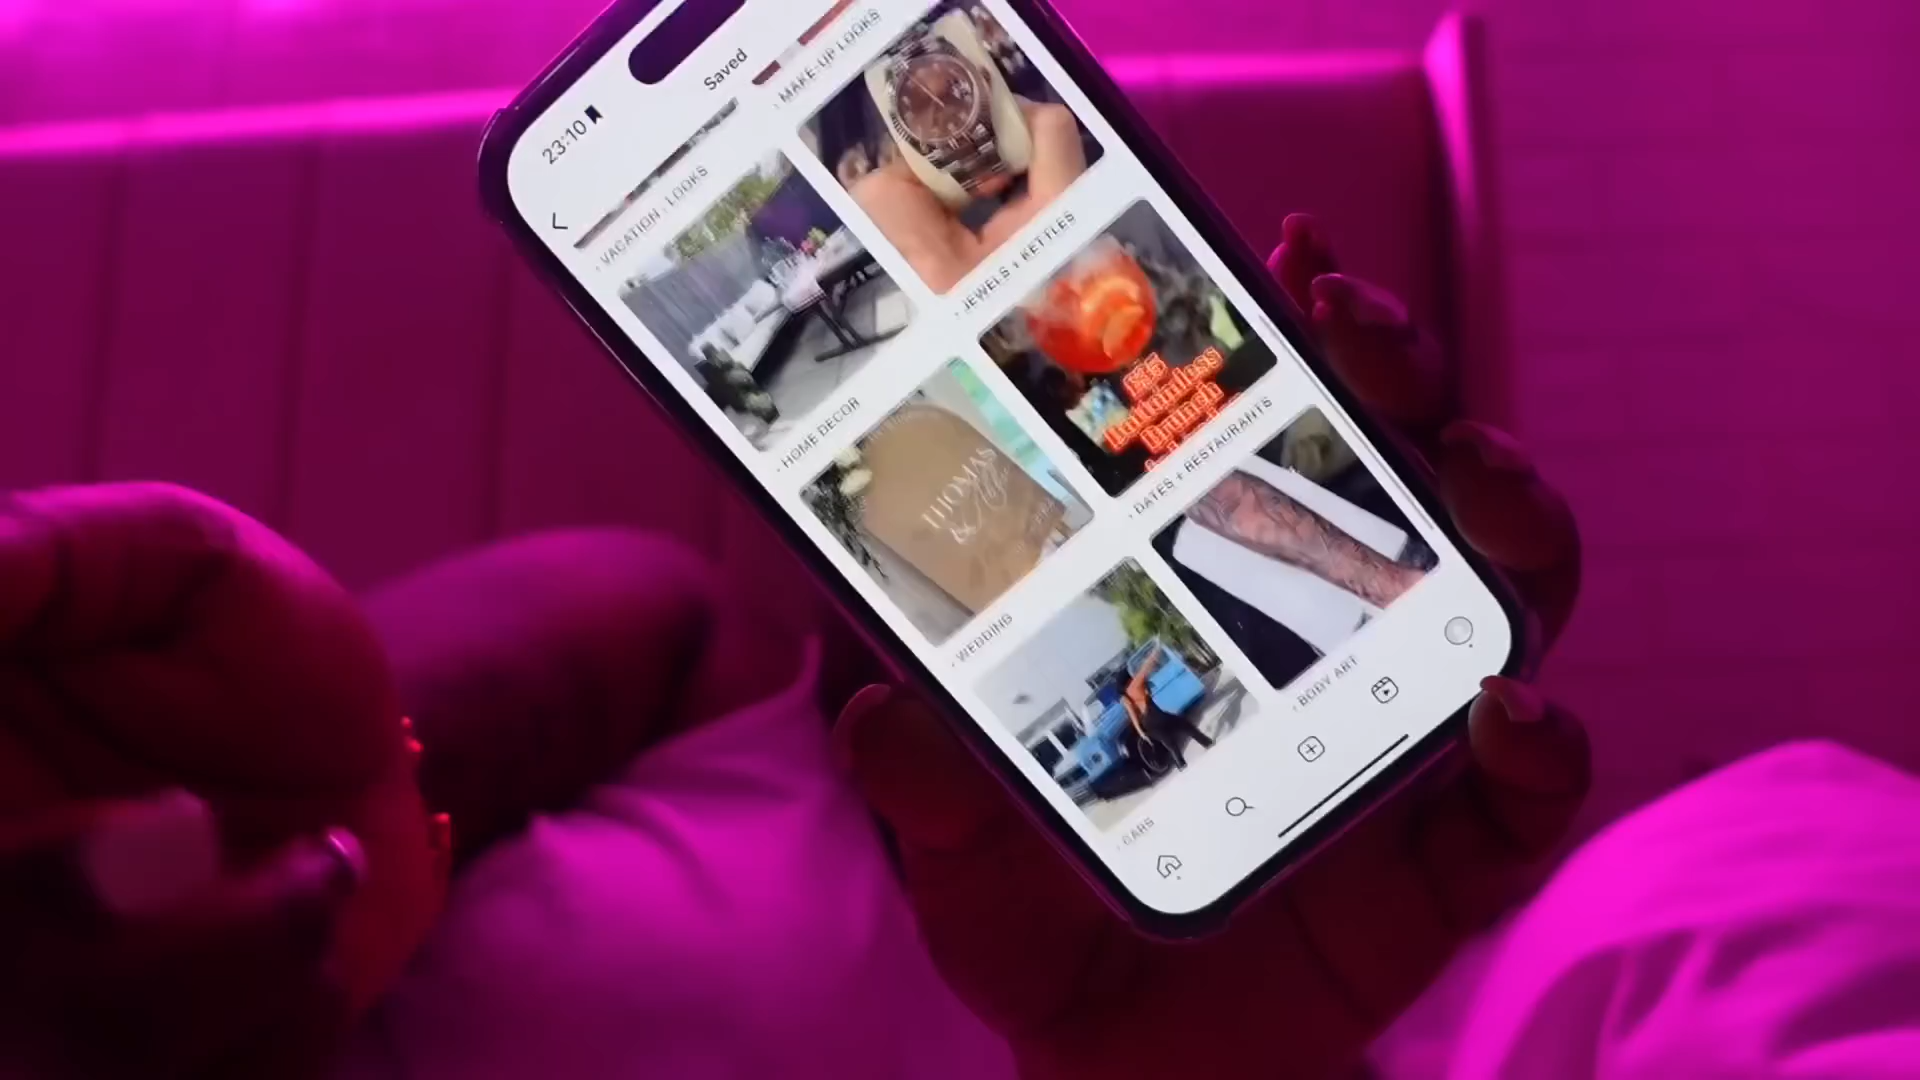 23:10
Saved
VACATION + LOOKS
MAKE-UP LOOKS
HOME DECOR
JEWELS + KETTLES
THOMAS
&
WEDDING
Bottomless
Brunch
DATES + RESTAURANTS
CARS
BODY ART